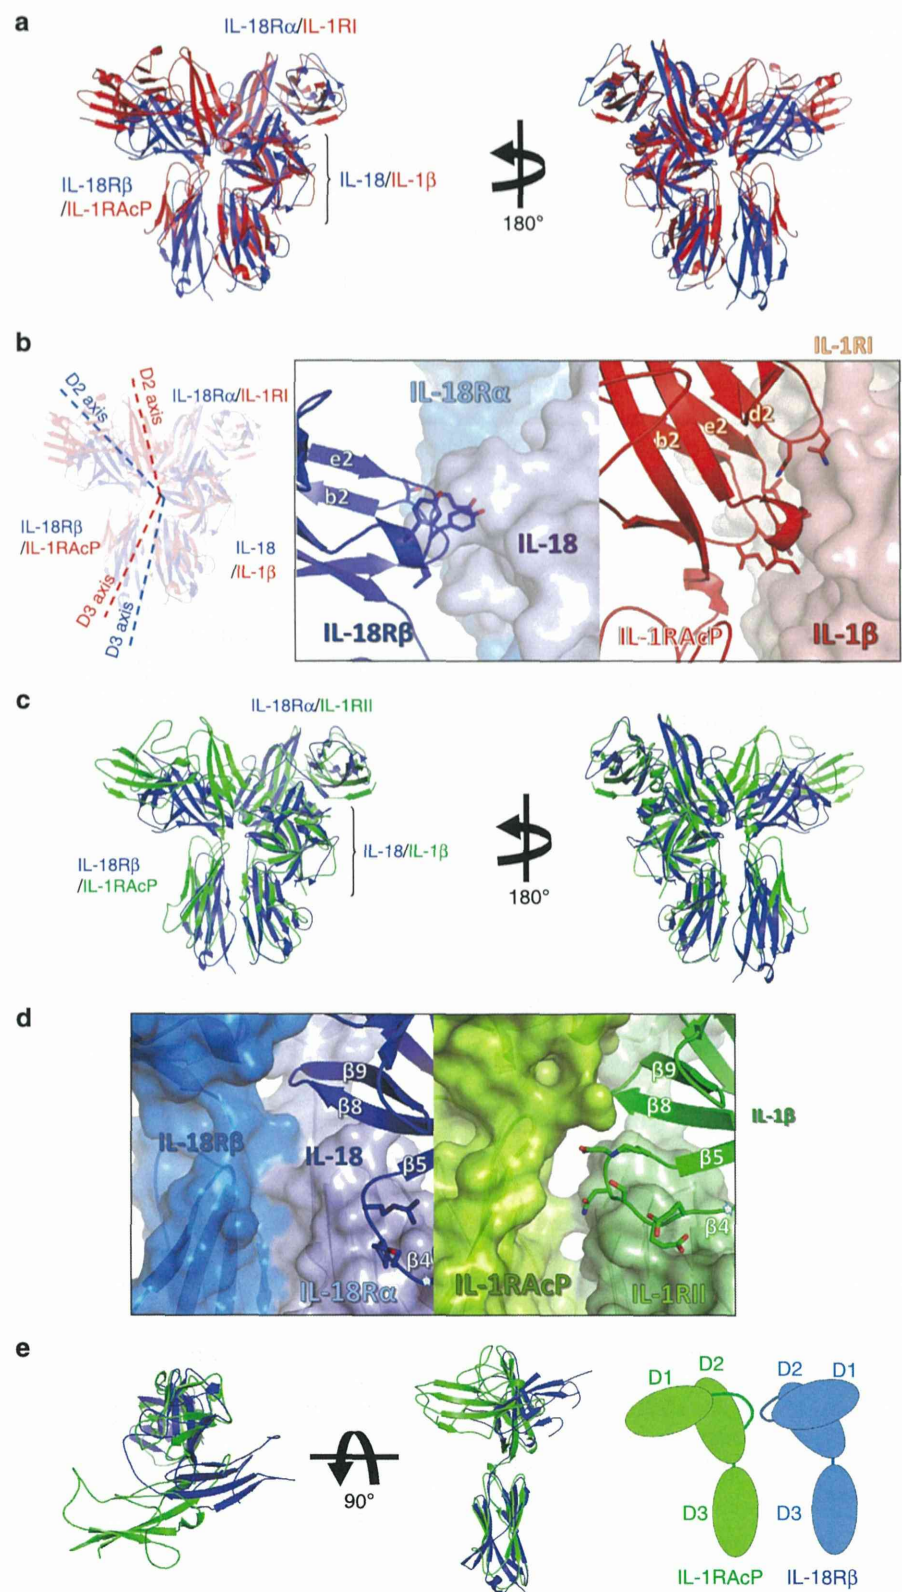 a
IL-18Rα/IL-1RI
IL-18Rβ
/IL-1RAcP
IL-18/IL-1β
180°
b
D2 axis
D2 axis
IL-18Rα/IL-1RI
IL-18Rβ
/IL-1RAcP
IL-18
/IL-1β
D3 axis
D3 axis
IL-18Rα
e2
b2
IL-18
IL-18Rβ
IL-1RI
d2
e2
b2
IL-1RAcP
IL-1β
c
IL-18Rα/IL-1RII
IL-18Rβ
/IL-1RAcP
IL-18/IL-1β
180°
d
β9
β8
IL-18Rβ
IL-18
β5
β4
IL-18Rα
β9
β8
IL-1β
β5
β4
IL-1RAcP
IL-1RII
e
90°
D1
D2
D2
D1
D3
D3
IL-1RAcP
IL-18Rβ